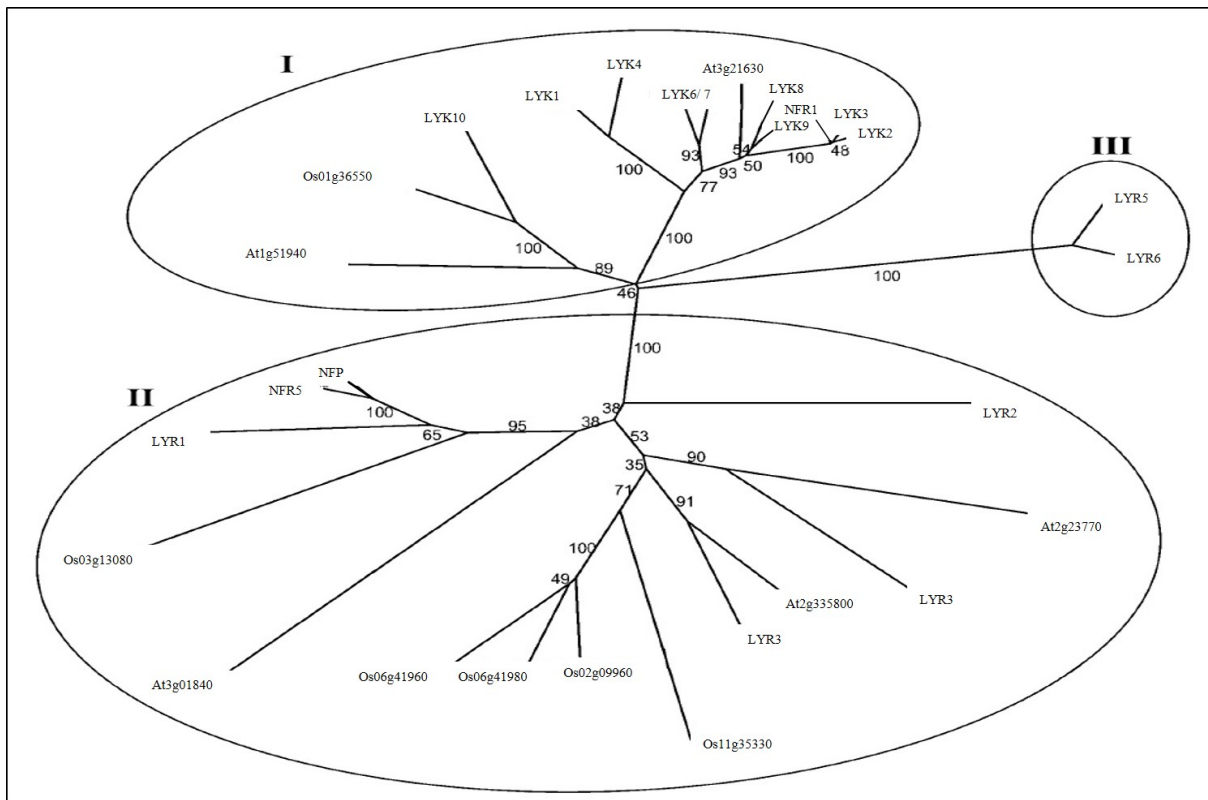 I
LYK4
At3g21630
LYK1
LYK6/ 7
LYK8
NFR1
LYK3
LYK9
LYK2
LYK10
54
50
100
48
93
93
77
100
III
Os01g36550
LYR5
100
100
At1g51940
89
LYR6
100
46
100
II
NFP
NFR5
100
38
LYR2
LYR1
65
95
38
53
90
35
71
91
At2g23770
Os03g13080
100
49
At2g335800
LYR3
LYR3
At3g01840
Os06g41960
Os06g41980
Os02g09960
Os11g35330